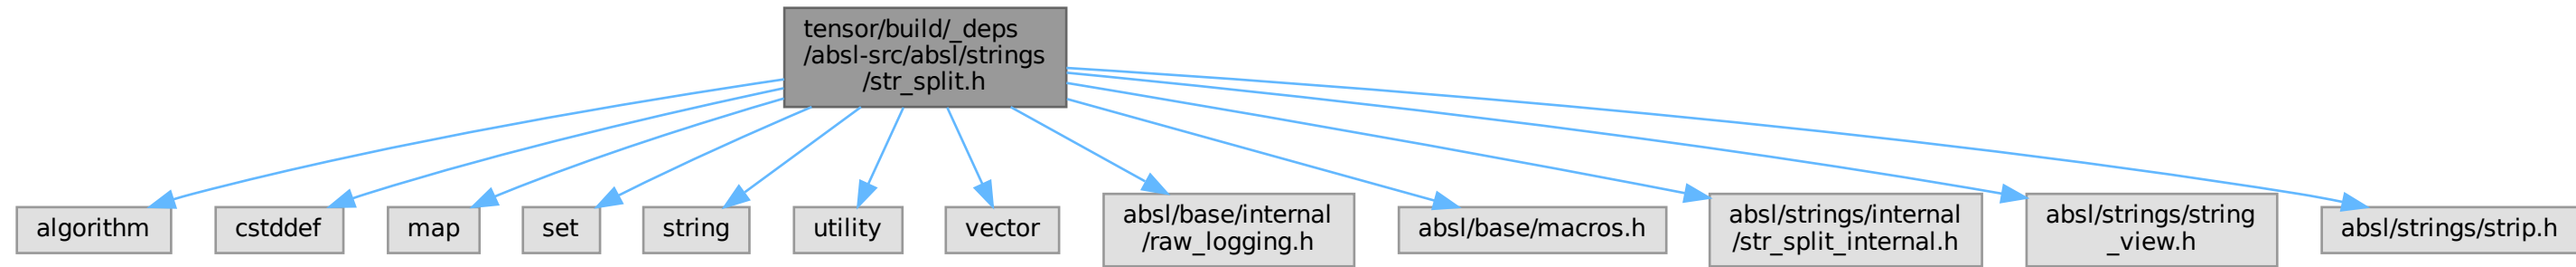 tensor/build/_deps
/absl-src/absl/strings
/str_split.h
algorithm
cstddef
map
set
string
utility
vector
absl/base/internal
/raw_logging.h
absl/base/macros.h
absl/strings/internal
/str_split_internal.h
absl/strings/string
_view.h
absl/strings/strip.h